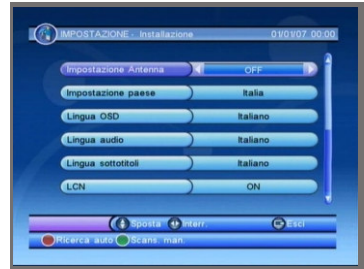 IMPOSTAZIONE - Installazione 01/01/07 00:00
Impostazione Antenna OFF
Impostazione paese Italia
Lingua OSD Italiano
Lingua audio Italiano
Lingua sottotitoli Italiano
LCN ON
Sposta Interr. Esci
Ricerca auto Scans. man.